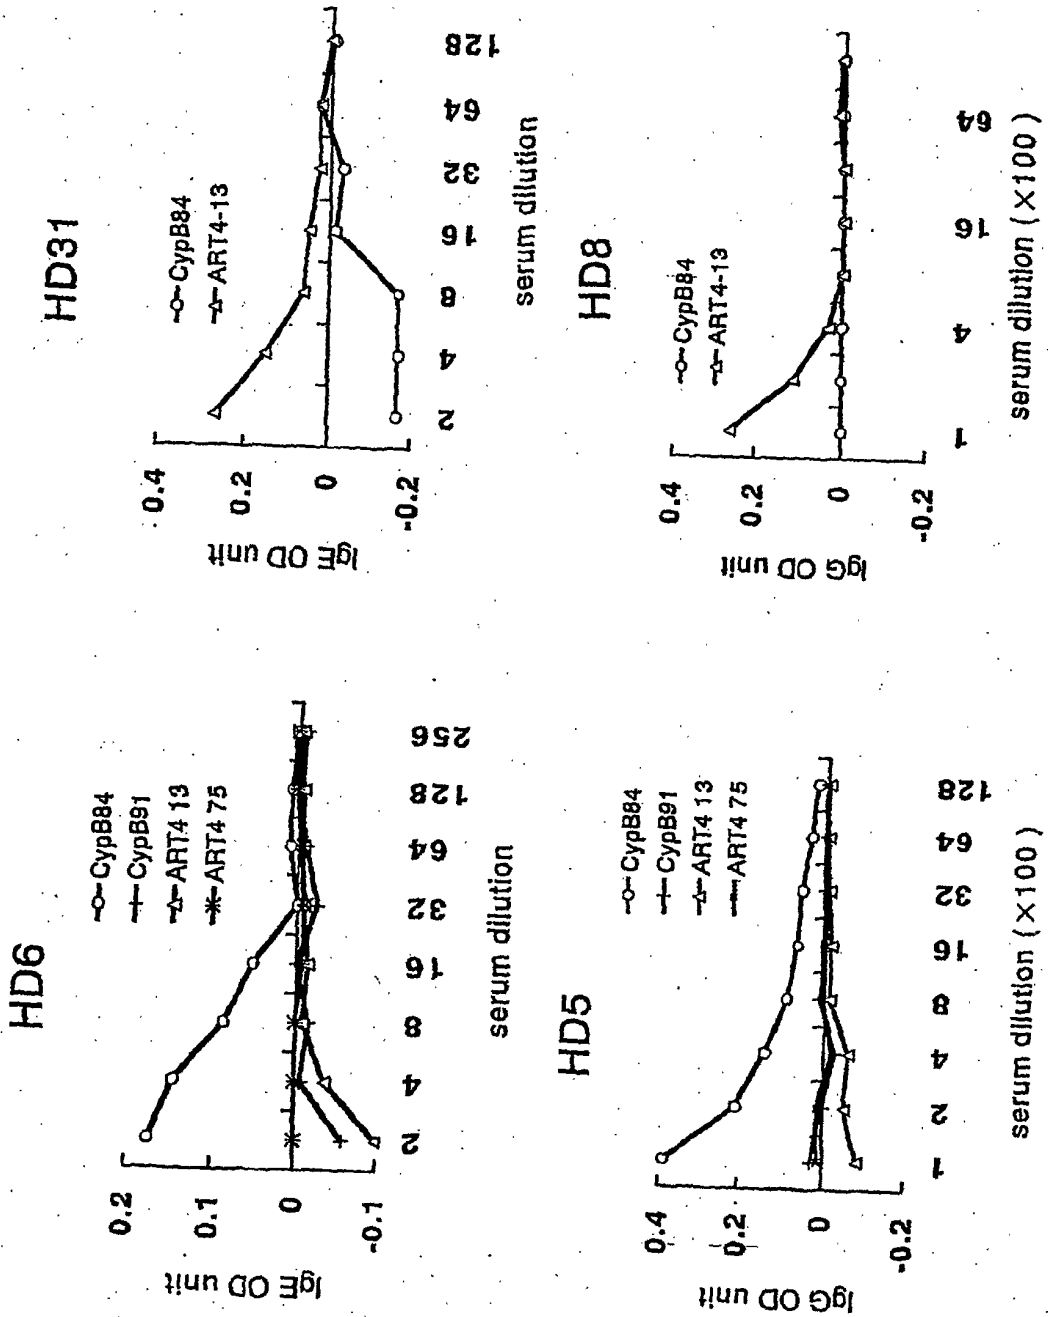 HD6
CypB84
CypB91
ART4 13
ART4 75
0.2
0.1
0
-0.1
IgE OD unit
2
4
8
16
32
64
128
256
serum dilution
HD31
CypB84
ART4-13
0.4
0.2
0
-0.2
IgE OD unit
2
4
8
16
32
64
128
serum dilution
HD5
CypB84
CypB91
ART4 13
ART4 75
0.4
0.2
0
-0.2
IgG OD unit
1
2
4
8
16
32
64
128
serum dilution (×100)
HD8
CypB84
ART4-13
0.4
0.2
0
-0.2
IgG OD unit
1
4
16
64
serum dilution (×100)